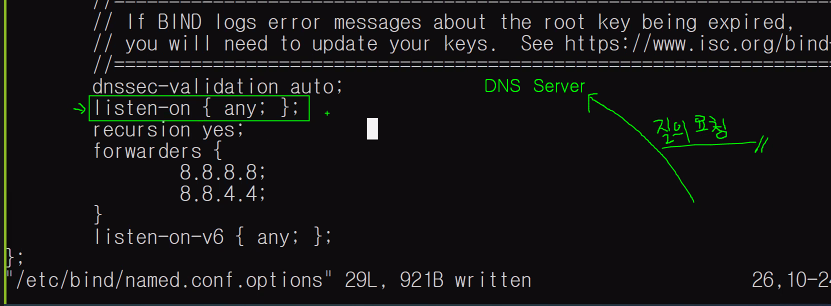 // If BIND logs error messages about the root key being expired,
// you will need to update your keys.  See https://www.isc.org/bind-
//=====================================================================
dnssec-validation auto;
listen-on { any; };
recursion yes;
forwarders {
8.8.8.8;
8.8.4.4;
}
listen-on-v6 { any; };
};
"/etc/bind/named.conf.options" 29L, 921B written
26,10-24
DNS Server
질의 요청